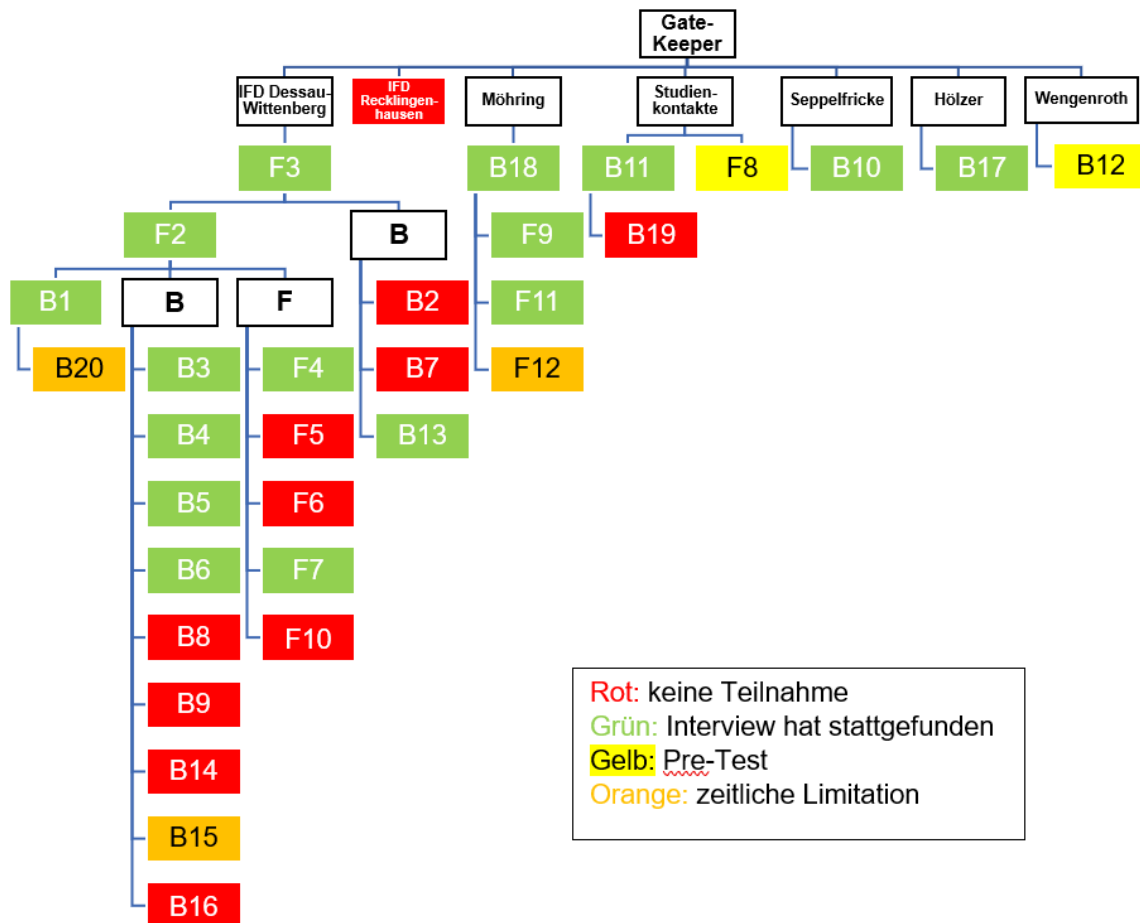 Gate-
Keeper
IFD Dessau-
Wittenberg
IFD
Recklingen-
hausen
Möhring
Studien-
kontakte
Seppelfricke
Hölzer
Wengenroth
F3
B18
B11
F8
B10
B17
B12
F2
B
F9
B19
B1
B
F
B2
F11
B20
B3
F4
B7
F12
B4
F5
B13
B5
F6
B6
F7
B8
F10
B9
B14
B15
B16
Rot: keine Teilnahme
Grün: Interview hat stattgefunden
Gelb: Pre-Test
Orange: zeitliche Limitation